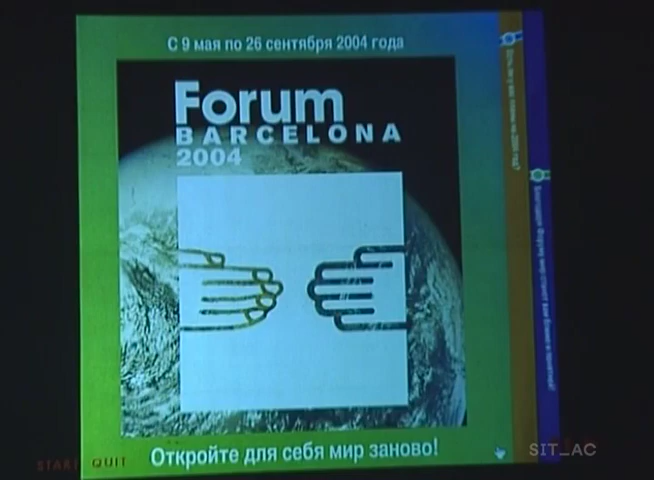 С 9 мая по 26 сентября 2004 года
Forum
BARCELONA
2004
Откройте для себя мир заново!
START QUIT
SIT_AC